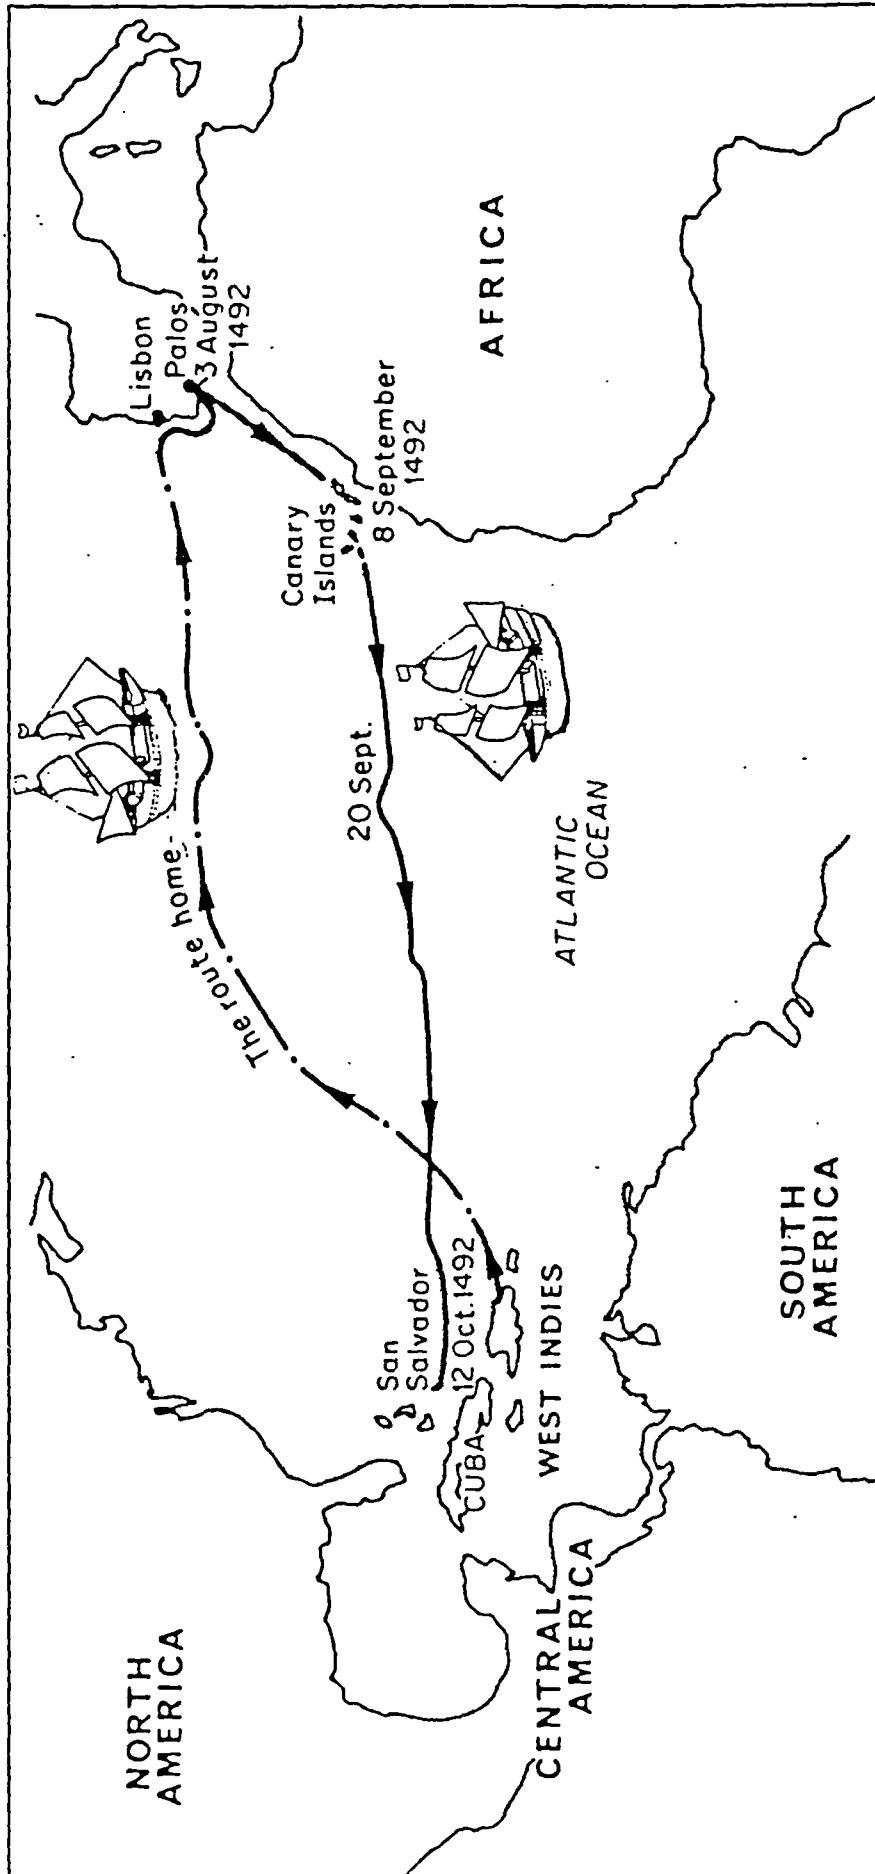 NORTH
AMERICA
CENTRAL
AMERICA
SOUTH
AMERICA
WEST INDIES
CUBA
San
Salvador
12 Oct. 1492
The route home
20 Sept.
ATLANTIC
OCEAN
Canary
Islands
8 September
1492
Lisbon
Palos
3 August
1492
AFRICA